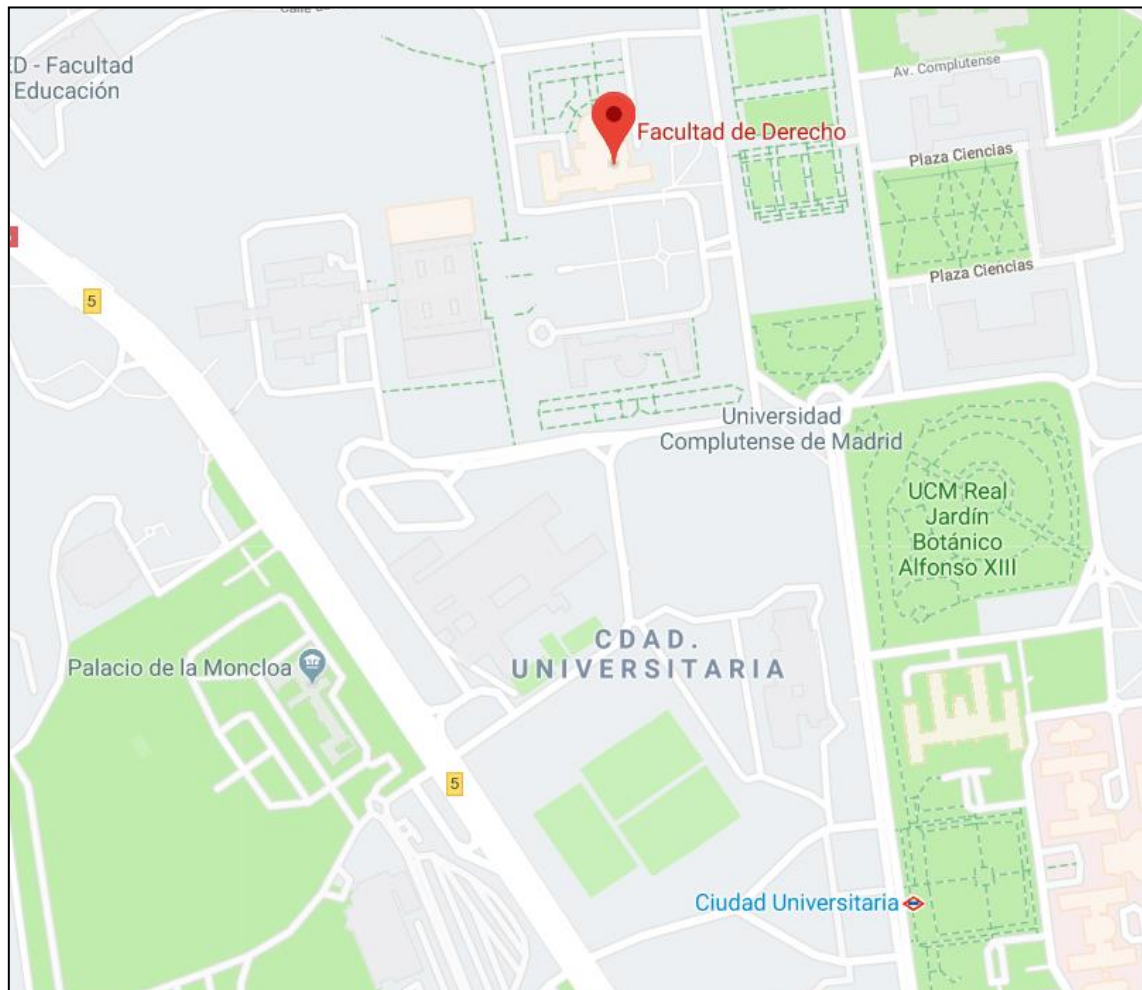 ED - Facultad
Educación
Av. Complutense
Facultad de Derecho
Plaza Ciencias
Plaza Ciencias
5
Universidad
Complutense de Madrid
UCM Real
Jardín
Botánico
Alfonso XIII
CDAD.
UNIVERSITARIA
Palacio de la Moncloa
5
Ciudad Universitaria